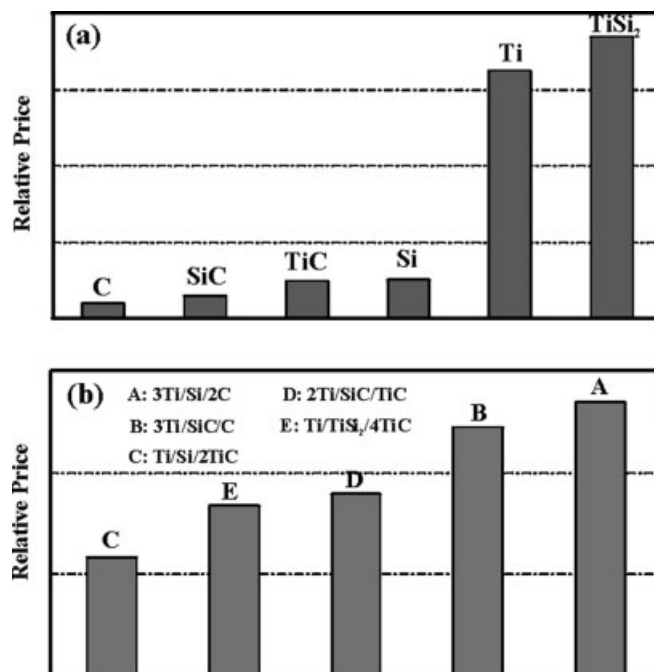 (a)
TiSi₂
Ti
Relative Price
C
SiC
TiC
Si
(b)
A: 3Ti/Si/2C D: 2Ti/SiC/TiC
B: 3Ti/SiC/C E: Ti/TiSi₂/4TiC
C: Ti/Si/2TiC
Relative Price
C
E
D
B
A